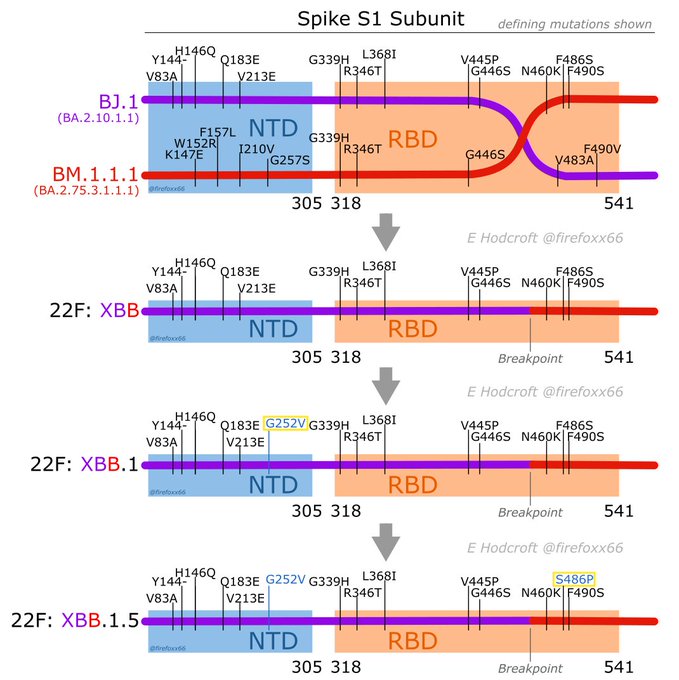 Spike S1 Subunit
defining mutations shown
H146Q
L368I
Y144-
Q183E
G339H
V445P
F486S
R346T
G446S
N460K
F490S
V83A
V213E
BJ.1
(BA.2.10.1.1)
NTD
RBD
F157L
G339H
W152R
K147E
I210V
R346T
G446S
F490V
G257S
V483A
BM.1.1.1
(BA.2.75.3.1.1.1)
@firefoxx66
305 318
541
E Hodcroft @firefoxx66
H146Q
L368I
Y144-
Q183E
G339H
V445P
F486S
V83A
V213E
R346T
G446S
N460K
F490S
22F: XBB
NTD
RBD
@firefoxx66
305 318
Breakpoint
541
E Hodcroft @firefoxx66
H146Q
Q183E
G252V
G339H
L368I
Y144-
V445P
F486S
V83A
V213E
R346T
G446S
N460K
F490S
22F: XBB.1
NTD
RBD
@firefoxx66
305 318
Breakpoint
541
E Hodcroft @firefoxx66
H146Q
L368I
Y144-
Q183E
G252V
G339H
V445P
S486P
V83A
V213E
R346T
G446S
N460K
F490S
22F: XBB.1.5
NTD
RBD
@firefoxx66
305 318
Breakpoint
541